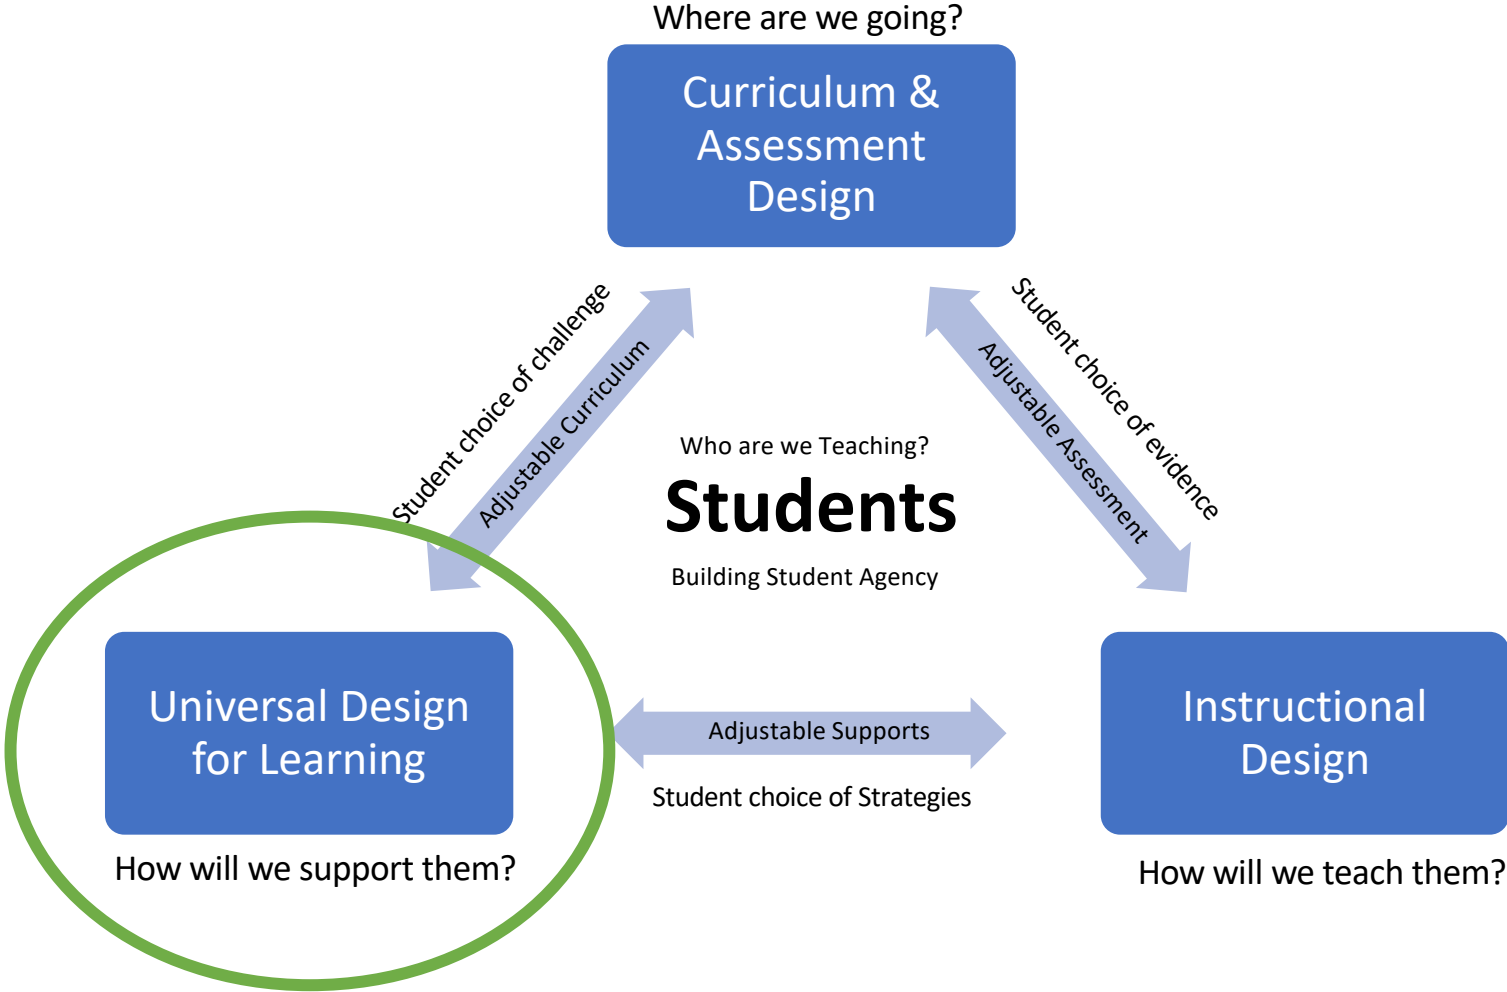 Where are we going?
Curriculum &
Assessment
Design
Student choice of challenge
Adjustable Curriculum
Student choice of evidence
Adjustable Assessment
Who are we Teaching?
Students
Building Student Agency
Universal Design
for Learning
How will we support them?
Adjustable Supports
Student choice of Strategies
Instructional
Design
How will we teach them?